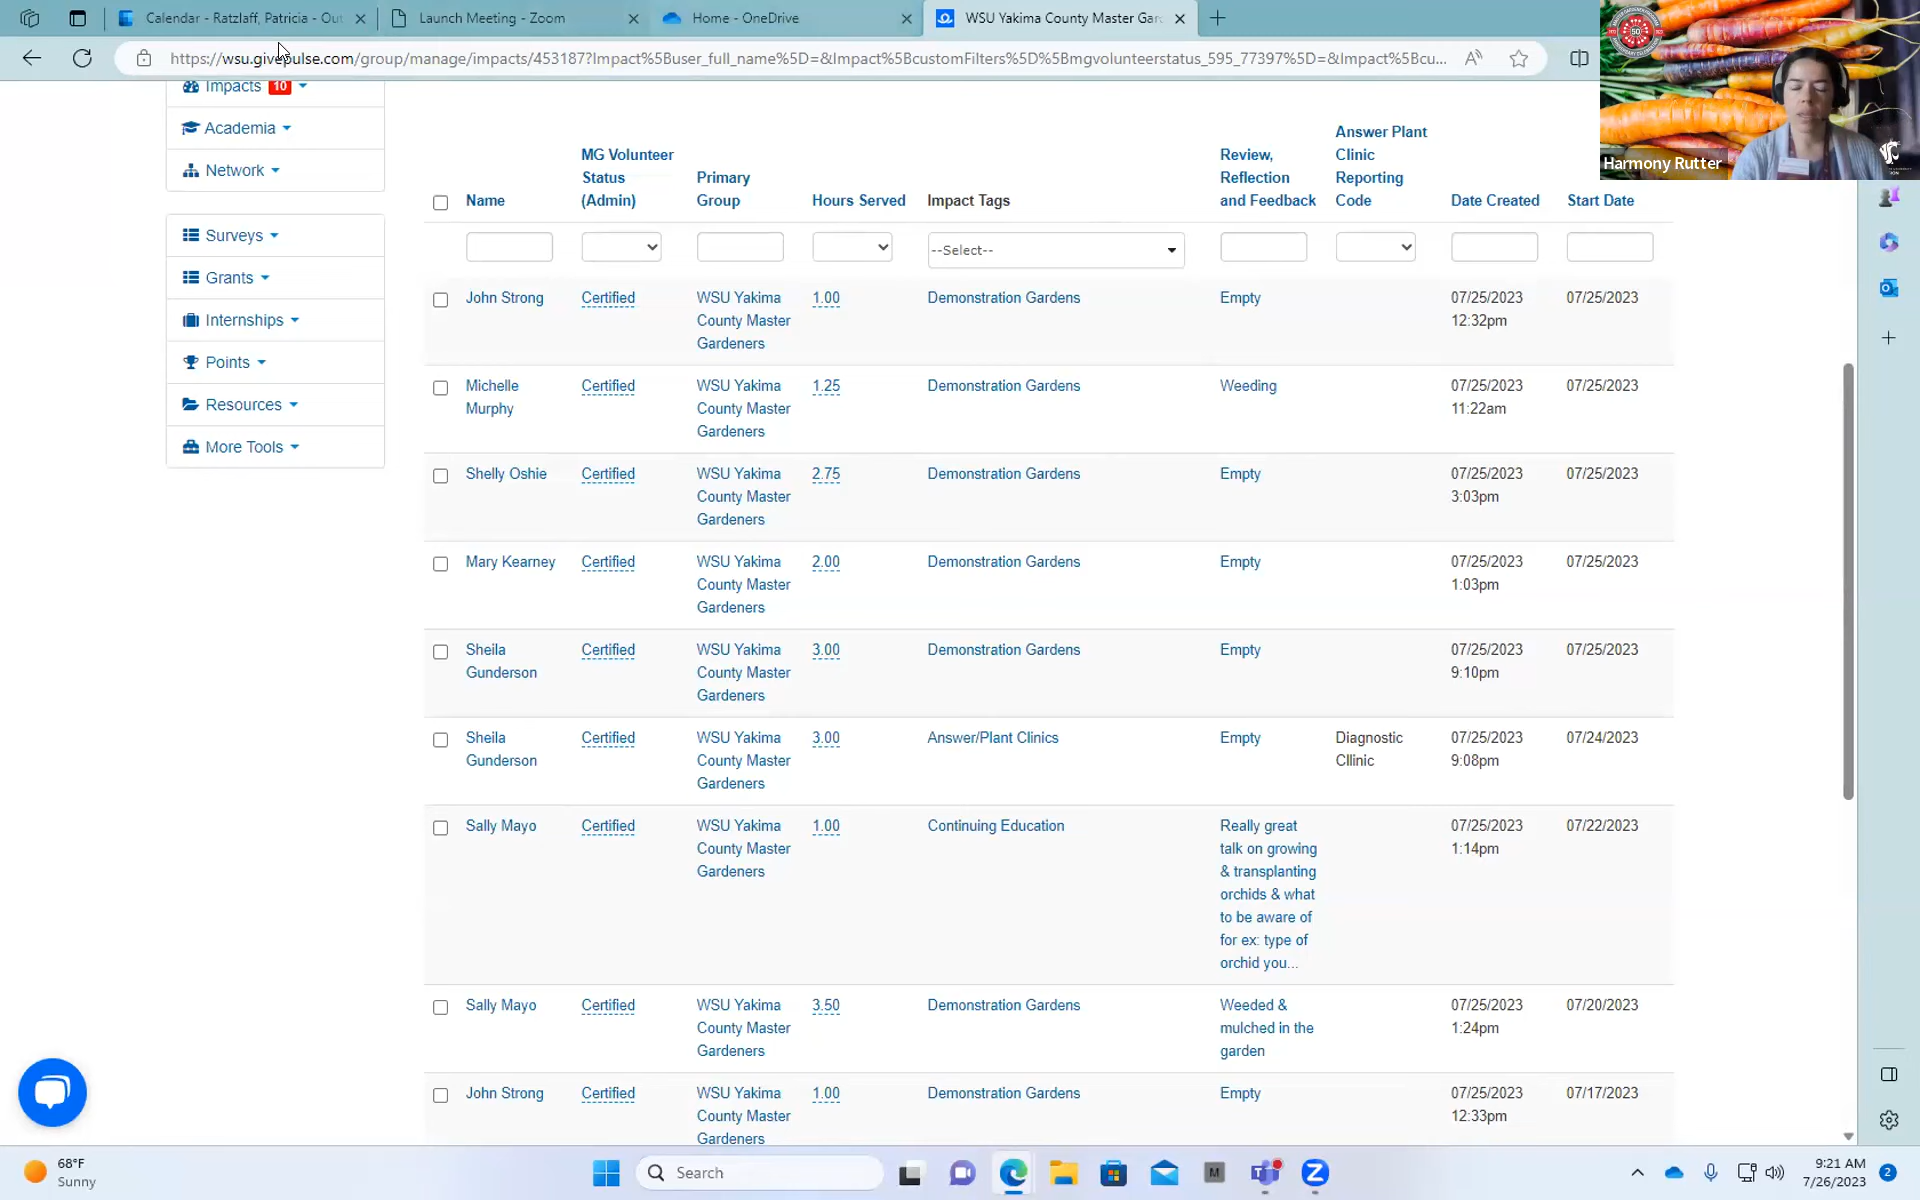 Calendar - Ratzlaff, Patricia - Out
Launch Meeting - Zoom
Home - OneDrive
WSU Yakima County Master Gar
https://wsu.givepulse.com/group/manage/impacts/453187?Impact%5Buser_full_name%5D=&Impact%5BcustomFilters%5D%5Bmgvolunteerstatus_595_77397%5D=&Impact%5Bcu...
Harmony Rutter
Impacts 10
Academia
Network
Surveys
Grants
Internships
Points
Resources
More Tools
Name
MG Volunteer
Status
(Admin)
Primary
Group
Hours Served
Impact Tags
Review,
Reflection
and Feedback
Answer Plant
Clinic
Reporting
Code
Date Created
Start Date
--Select--
John Strong
Certified
WSU Yakima
County Master
Gardeners
1.00
Demonstration Gardens
Empty
07/25/2023
12:32pm
07/25/2023
Michelle
Murphy
Certified
WSU Yakima
County Master
Gardeners
1.25
Demonstration Gardens
Weeding
07/25/2023
11:22am
07/25/2023
Shelly Oshie
Certified
WSU Yakima
County Master
Gardeners
2.75
Demonstration Gardens
Empty
07/25/2023
3:03pm
07/25/2023
Mary Kearney
Certified
WSU Yakima
County Master
Gardeners
2.00
Demonstration Gardens
Empty
07/25/2023
1:03pm
07/25/2023
Sheila
Gunderson
Certified
WSU Yakima
County Master
Gardeners
3.00
Demonstration Gardens
Empty
07/25/2023
9:10pm
07/25/2023
Sheila
Gunderson
Certified
WSU Yakima
County Master
Gardeners
3.00
Answer/Plant Clinics
Empty
Diagnostic
Cllinic
07/25/2023
9:08pm
07/24/2023
Sally Mayo
Certified
WSU Yakima
County Master
Gardeners
1.00
Continuing Education
Really great
talk on growing
& transplanting
orchids & what
to be aware of
for ex: type of
orchid you...
07/25/2023
1:14pm
07/22/2023
Sally Mayo
Certified
WSU Yakima
County Master
Gardeners
3.50
Demonstration Gardens
Weeded &
mulched in the
garden
07/25/2023
1:24pm
07/20/2023
John Strong
Certified
WSU Yakima
County Master
Gardeners
1.00
Demonstration Gardens
Empty
07/25/2023
12:33pm
07/17/2023
68°F
Sunny
Search
9:21 AM
7/26/2023
2